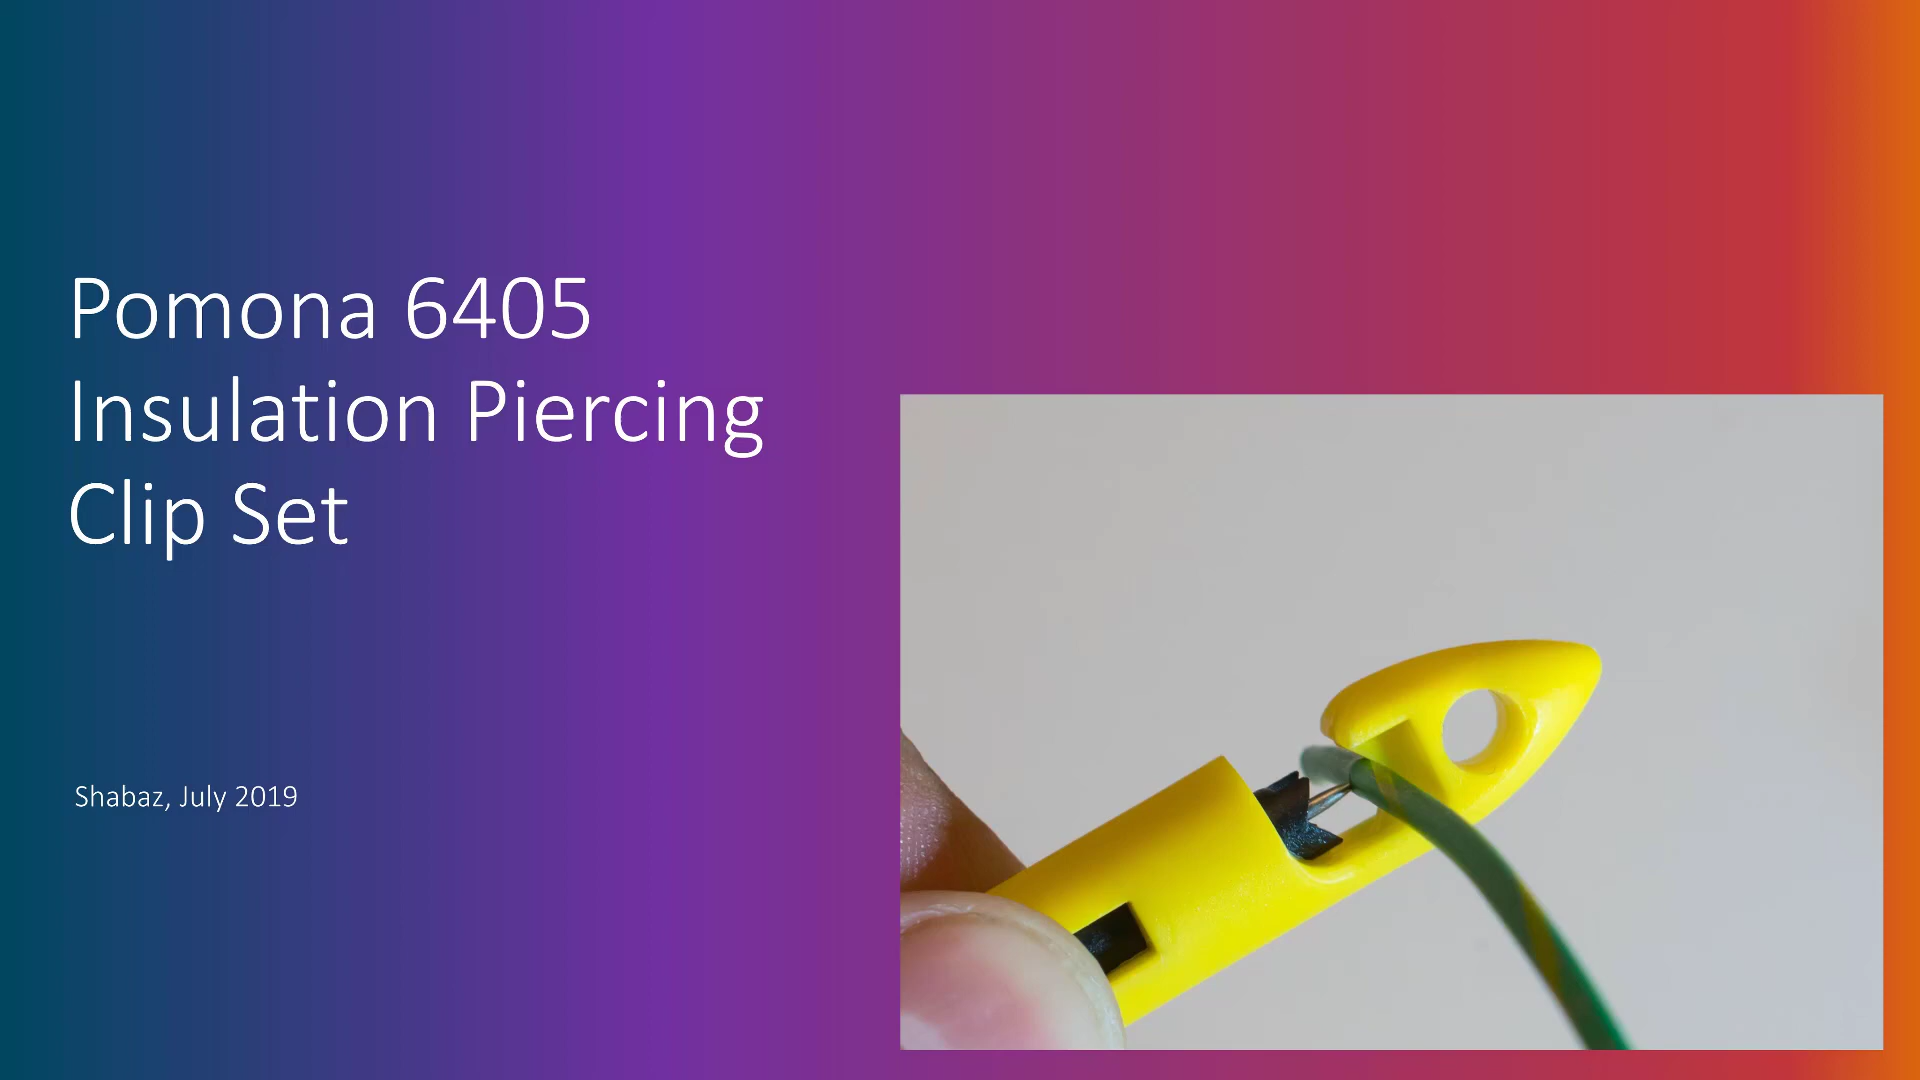 Pomona 6405
Insulation Piercing
Clip Set
Shabaz, July 2019